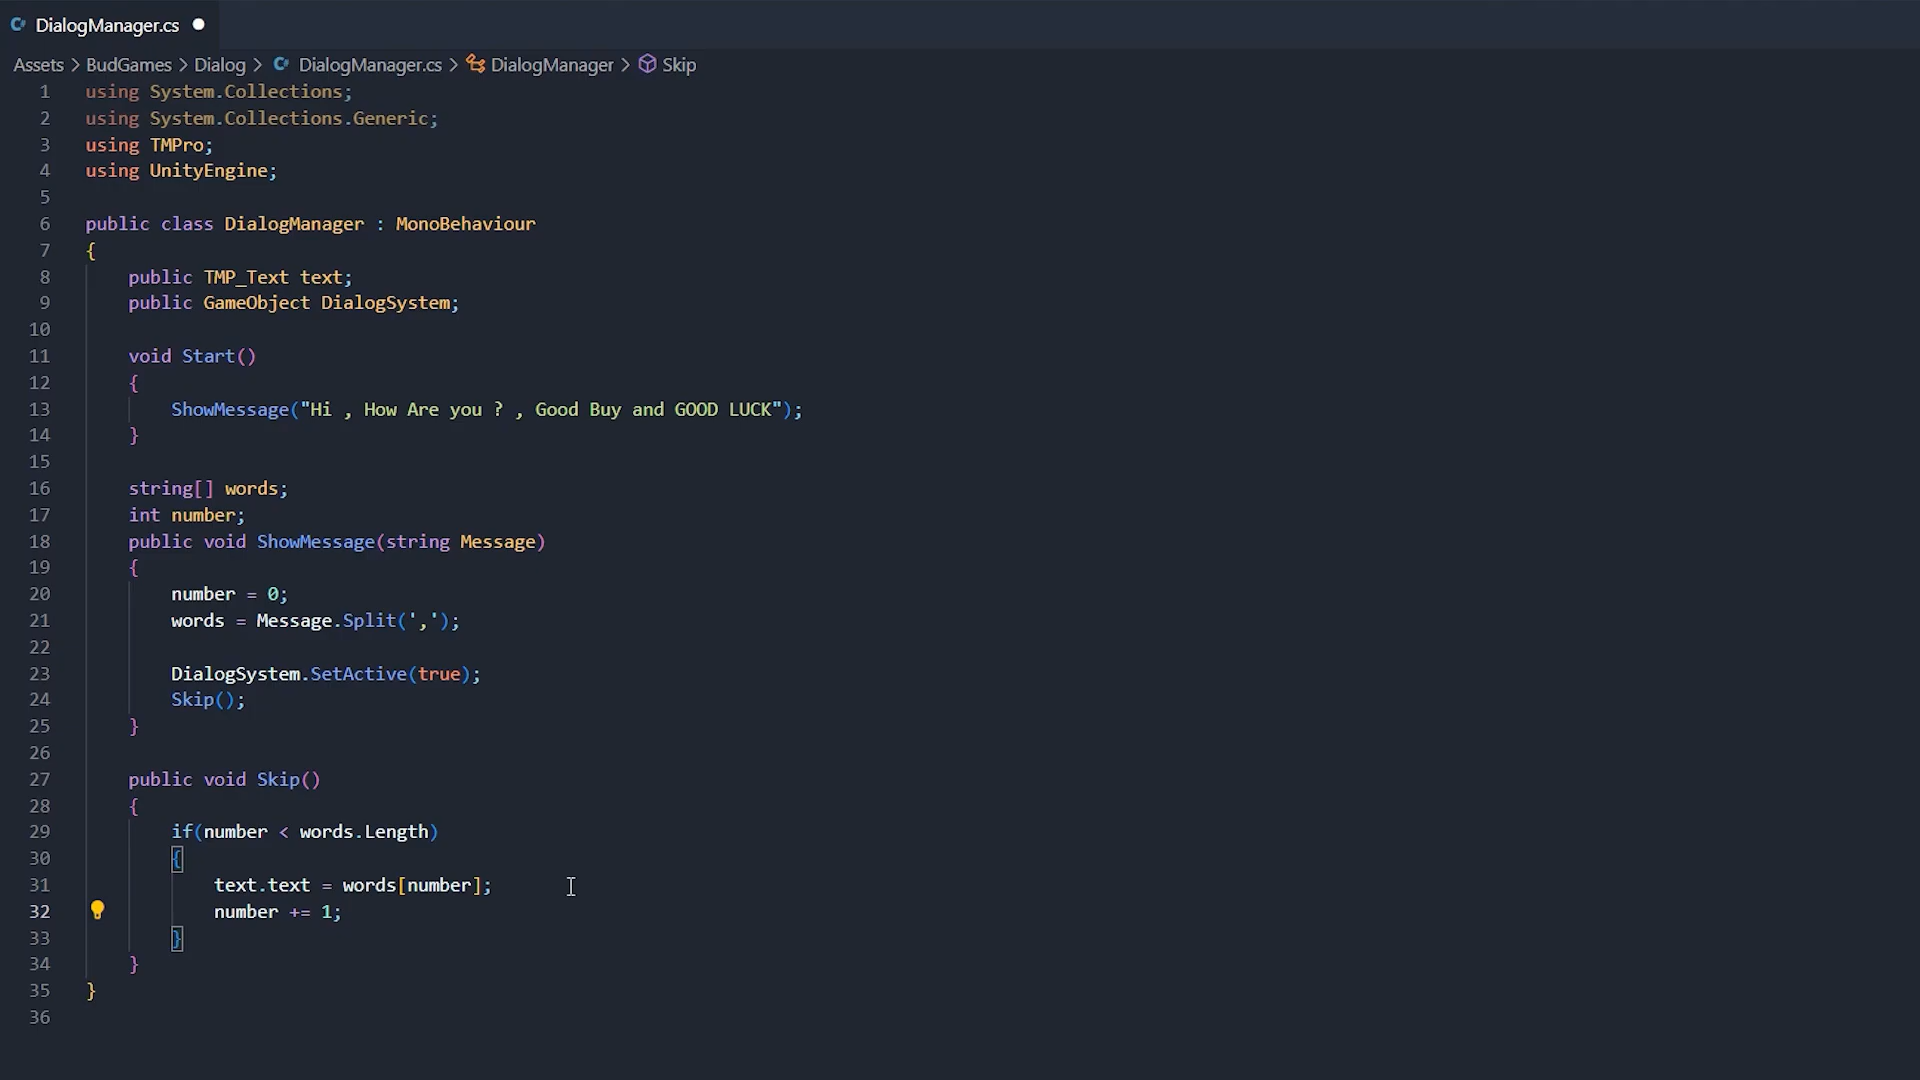 DialogManager.cs
Assets > BudGames > Dialog > DialogManager.cs > DialogManager > Skip
1 using System.Collections;
2 using System.Collections.Generic;
3 using TMPro;
4 using UnityEngine;
5
6 public class DialogManager : MonoBehaviour
7 {
8 public TMP_Text text;
9 public GameObject DialogSystem;
10
11 void Start()
12 {
13 ShowMessage("Hi , How Are you ? , Good Buy and GOOD LUCK");
14 }
15
16 string[] words;
17 int number;
18 public void ShowMessage(string Message)
19 {
20 number = 0;
21 words = Message.Split(',');
22
23 DialogSystem.SetActive(true);
24 Skip();
25 }
26
27 public void Skip()
28 {
29 if(number < words.Length)
30 {
31 text.text = words[number];
32 number += 1;
33 }
34 }
35 }
36